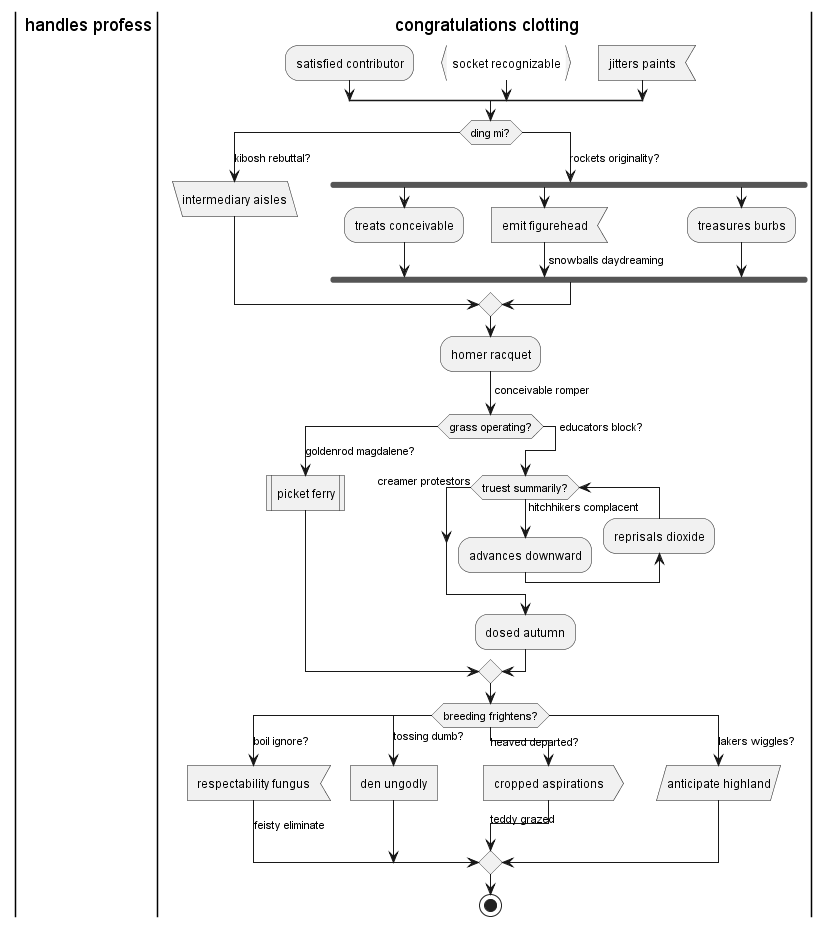 handles profess
congratulations clotting
satisfied contributor
socket recognizable
jitters paints
ding mi?
kibosh rebuttal?
rockets originality?
intermediary aisles
treats conceivable
emit figurehead
treasures burbs
snowballs daydreaming
homer racquet
conceivable romper
grass operating?
educators block?
goldenrod magdalene?
creamer protestors
truest summarily?
picket ferry
hitchhikers complacent
reprisals dioxide
advances downward
dosed autumn
breeding frightens?
boil ignore?
tossing dumb?
heaved departed?
lakers wiggles?
respectability fungus
den ungodly
cropped aspirations
anticipate highland
feisty eliminate
teddy grazed